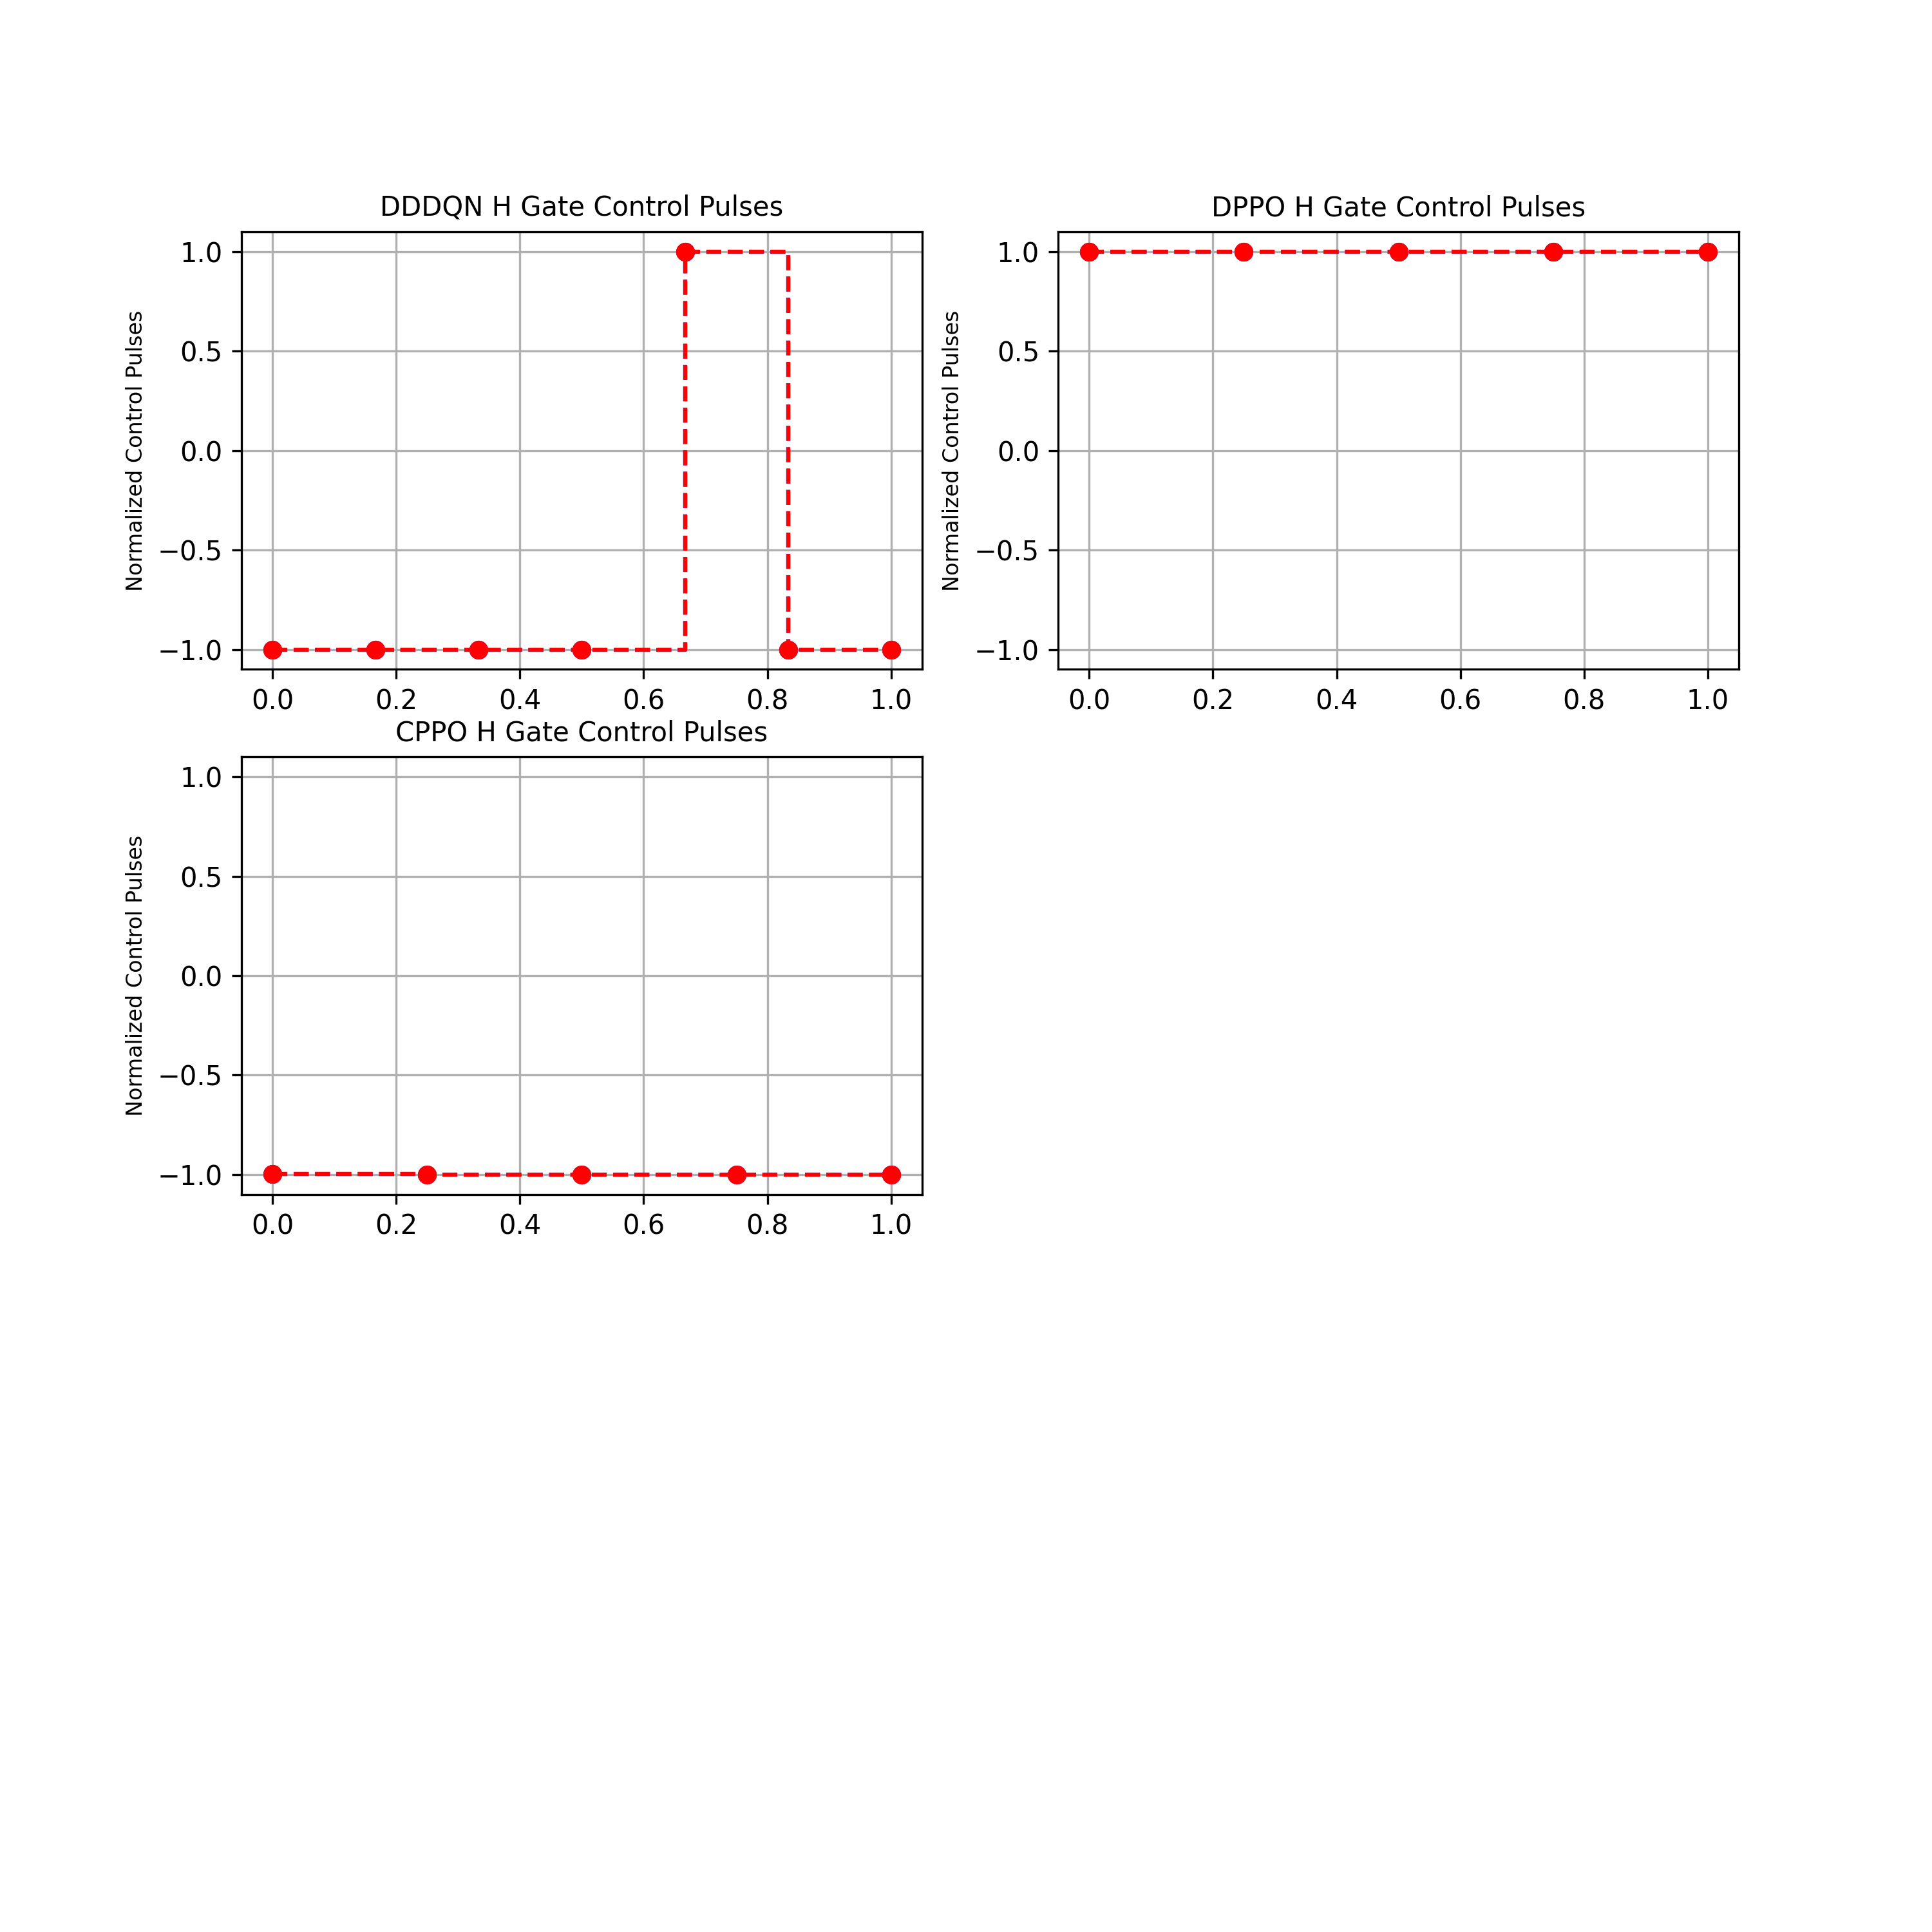 DDDQN H Gate Control Pulses
Normalized Control Pulses
1.0
0.5
0.0
−0.5
−1.0
0.0 0.2 0.4 0.6 0.8 1.0
DPPO H Gate Control Pulses
Normalized Control Pulses
1.0
0.5
0.0
−0.5
−1.0
0.0 0.2 0.4 0.6 0.8 1.0
CPPO H Gate Control Pulses
Normalized Control Pulses
1.0
0.5
0.0
−0.5
−1.0
0.0 0.2 0.4 0.6 0.8 1.0